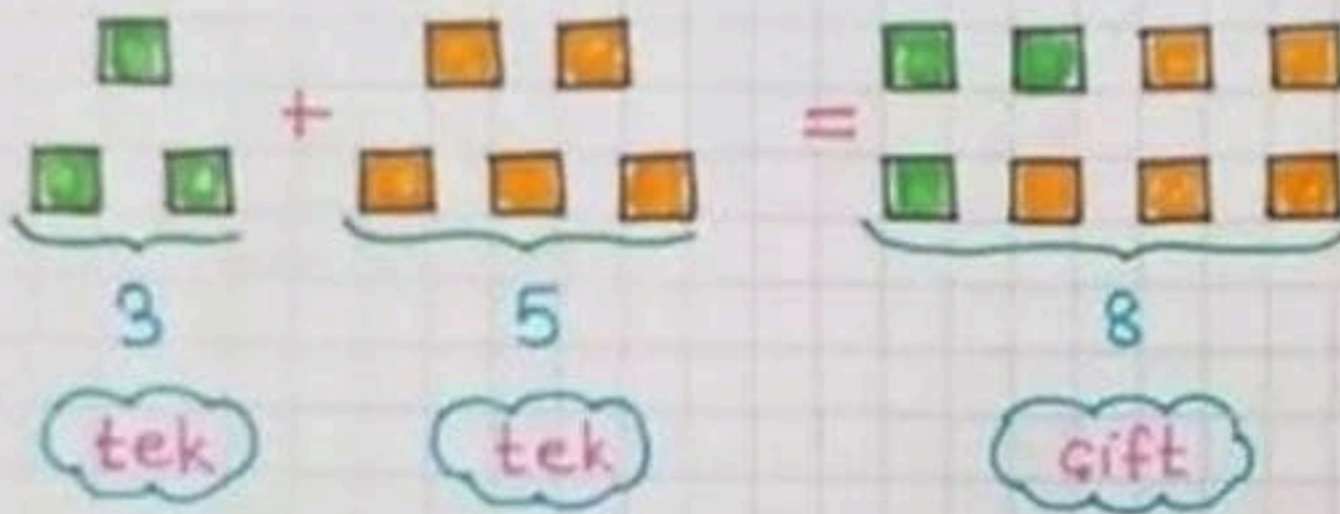 + =
3 5 8
tek tek çift